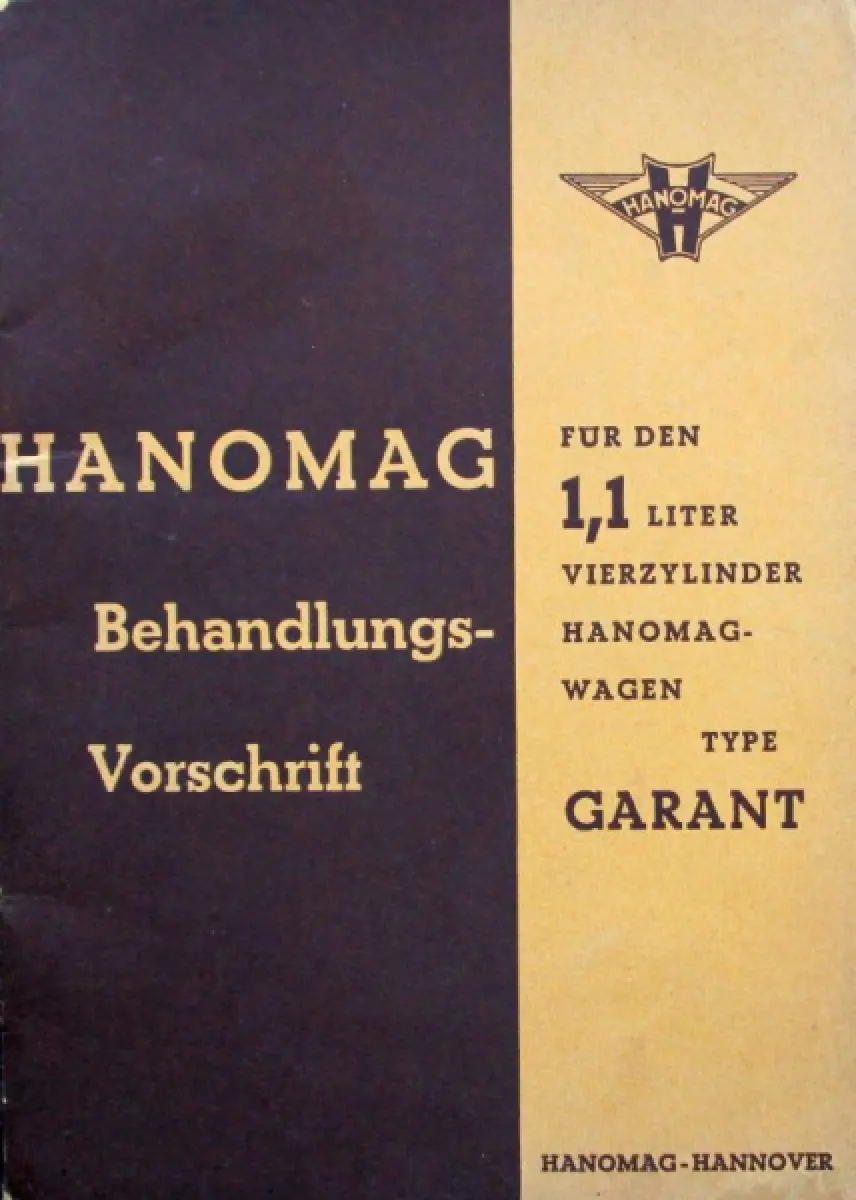 HANOMAG
Behandlungs-
Vorschrift
HANOMAG
FÜR DEN
1,1 LITER
VIERZYLINDER
HANOMAG-
WAGEN
TYPE
GARANT
HANOMAG-HANNOVER